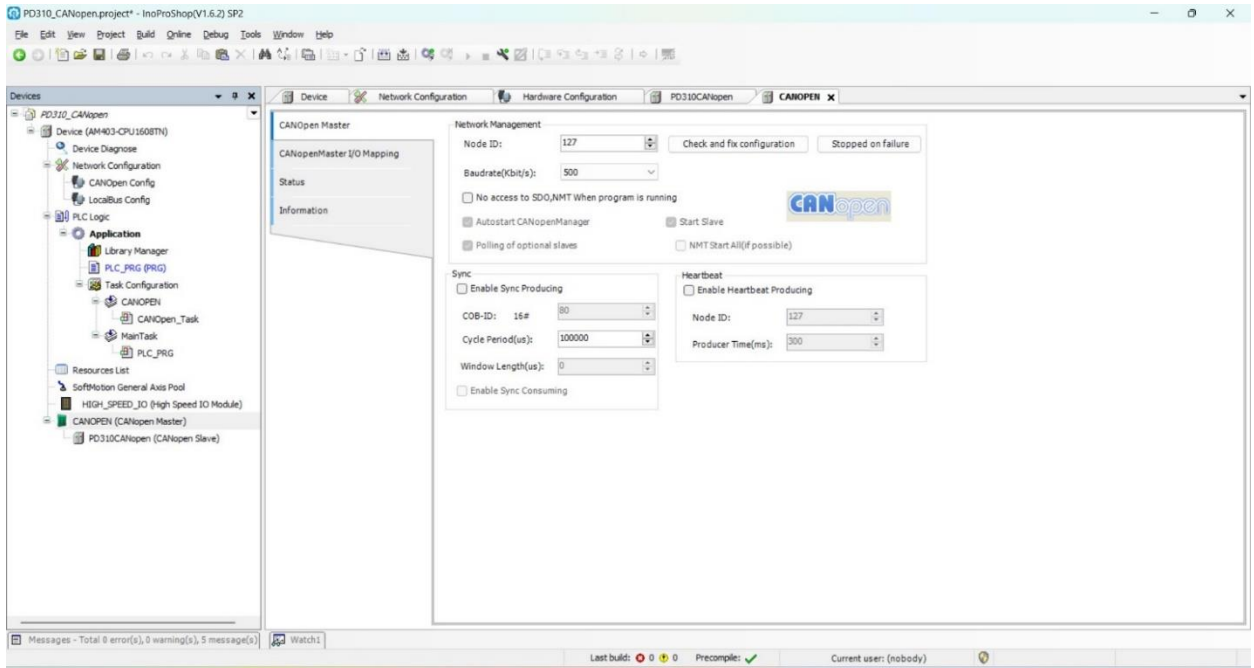 PD310_CANopen.project* - InoProShop(V1.6.2) SP2
File Edit View Project Build Online Debug Tools Window Help
Devices
PD310_CANopen
Device (AM403-CPU1608TN)
Device Diagnose
Network Configuration
CANOpen Config
LocalBus Config
PLC Logic
Application
Library Manager
PLC_PRG (PRG)
Task Configuration
CANOPEN
CANOpen_Task
MainTask
PLC_PRG
Resources List
SoftMotion General Axis Pool
HIGH_SPEED_IO (High Speed IO Module)
CANOPEN (CANopen Master)
PD310CANopen (CANopen Slave)
Device Network Configuration Hardware Configuration PD310CANopen CANOPEN
CANOpen Master
CANopenMaster I/O Mapping
Status
Information
Network Management
Node ID: 127 Check and fix configuration Stopped on failure
Baudrate(Kbit/s): 500
No access to SDO,NMT When program is running
CANopen
Autostart CANopenManager Start Slave
Polling of optional slaves NMT Start All(if possible)
Sync
Enable Sync Producing
COB-ID: 16# 80
Cycle Period(us): 100000
Window Length(us): 0
Enable Sync Consuming
Heartbeat
Enable Heartbeat Producing
Node ID: 127
Producer Time(ms): 300
Messages - Total 0 error(s), 0 warning(s), 5 message(s) Watch1
Last build: 0 0 Precompile: Current user: (nobody)